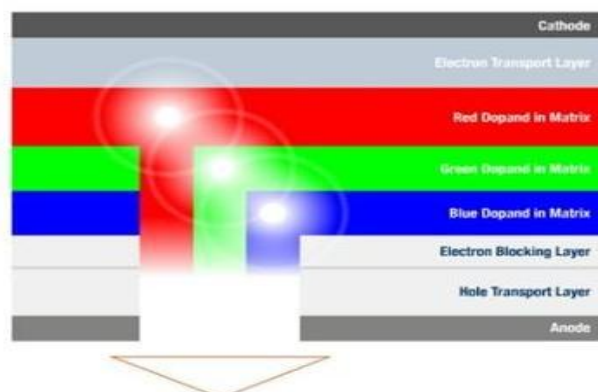 Cathode
Electron Transport Layer
Red Dopand in Matrix
Green Dopand in Matrix
Blue Dopand in Matrix
Electron Blocking Layer
Hole Transport Layer
Anode